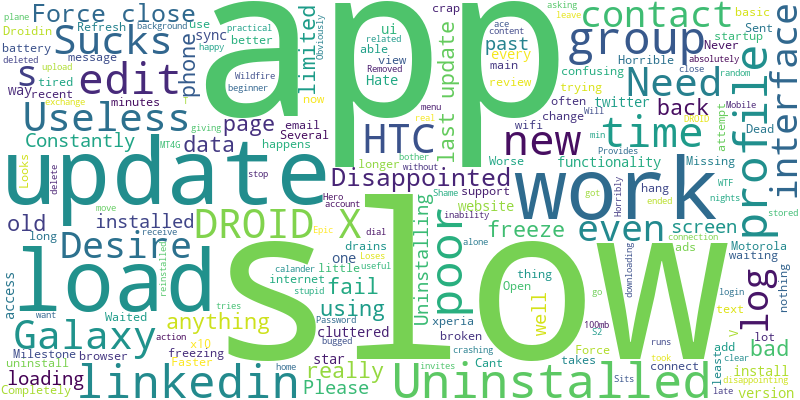 app
slow
update
work
load
linkedin
Uninstalled
Sucks
Force close
edit
s
Useless
Constantly
page
data
HTC
DROID X
Disappointed
new
time
Need
group
contact
profile
interface
phone
limited
last update
even
poor
Desire
Galaxy
old
installed
loading
anything
really
using
fail
freeze
screen
log
bad
back
well
Uninstalling
Please
star
cluttered
one
little
internet
drains
longer
website
xperia
broken
support
functionality
twitter
confusing
trying
often
change
wifi
Missing
Worse
Horrible
Never
Sent
startup
basic
every
review
main
past
view
Hate
able
ui
related
Removed
better
use
sync
battery
Droidin
Refresh
background
practical
happy
deleted
upload
message
tired
way
recent
exchange
minutes
giving
Several
email
happens
MT4G
now
Wildfire
beginner
Obviously
menu
real
ace
content
crap
asking
leave
plane
close
absolutely
random
DROID
Will
Mobile
attempt
Dead
min
Provides
WTF
nights
stored
hang
ended
got
Horribly
connection
Motorola
ads
waiting
nothing
login
downloading
go
thing
Open
alone
inability
Shame
without
bother
Hero
account
Epic
dial
Loses
useful
calander
stupid
Password
bugged
tries
home
action
reinstalled
receive
move
stop
delete
Looks
long
access
Waited
want
Milestone
browser
x10
freezing
Faster
uninstall
Completely
Cant
crashing
invites
takes
Force
S2
100mb
runs
took
Sits
connect
least
add
clear
text
V
lot
install
version
disappointing
late